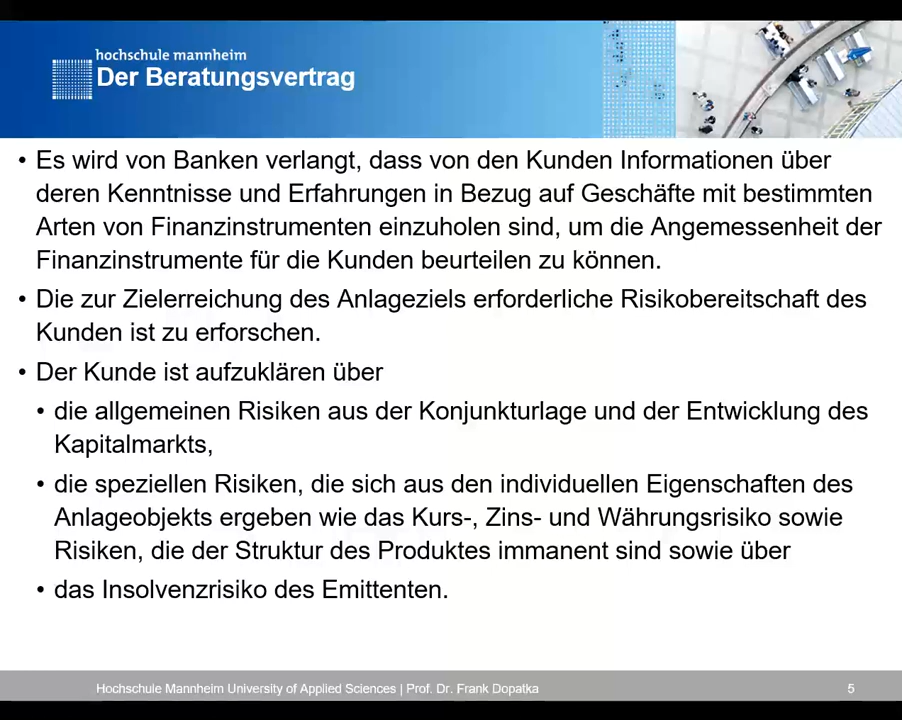 hochschule mannheim
Der Beratungsvertrag
• Es wird von Banken verlangt, dass von den Kunden Informationen über
deren Kenntnisse und Erfahrungen in Bezug auf Geschäfte mit bestimmten
Arten von Finanzinstrumenten einzuholen sind, um die Angemessenheit der
Finanzinstrumente für die Kunden beurteilen zu können.
• Die zur Zielerreichung des Anlageziels erforderliche Risikobereitschaft des
Kunden ist zu erforschen.
• Der Kunde ist aufzuklären über
• die allgemeinen Risiken aus der Konjunkturlage und der Entwicklung des
Kapitalmarkts,
• die speziellen Risiken, die sich aus den individuellen Eigenschaften des
Anlageobjekts ergeben wie das Kurs-, Zins- und Währungsrisiko sowie
Risiken, die der Struktur des Produktes immanent sind sowie über
• das Insolvenzrisiko des Emittenten.
Hochschule Mannheim University of Applied Sciences | Prof. Dr. Frank Dopatka 5